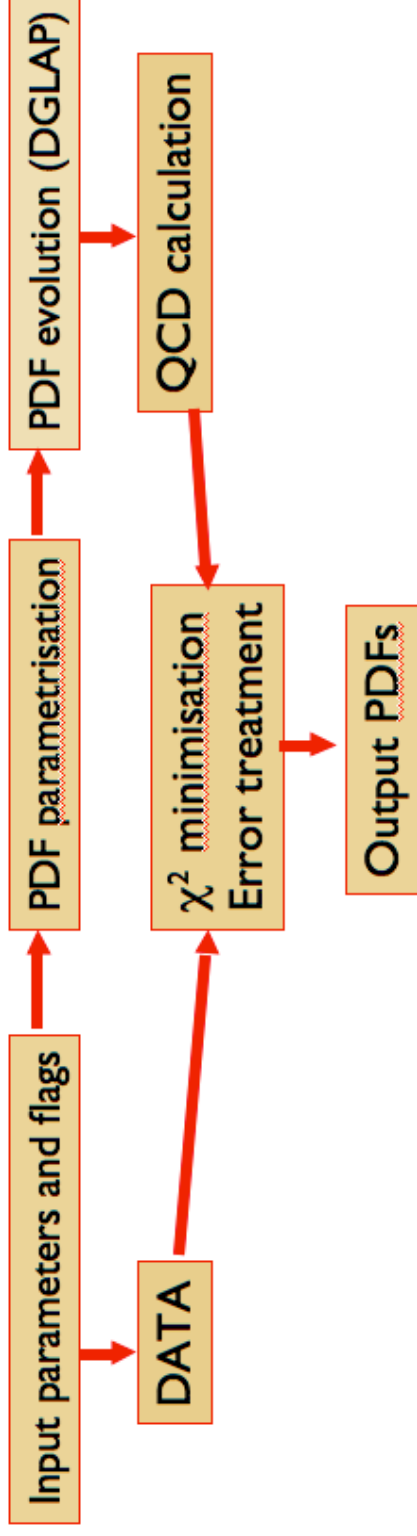 Input parameters and flags
PDF parametrisation
PDF evolution (DGLAP)
DATA
χ² minimisation
Error treatment
QCD calculation
Output PDFs